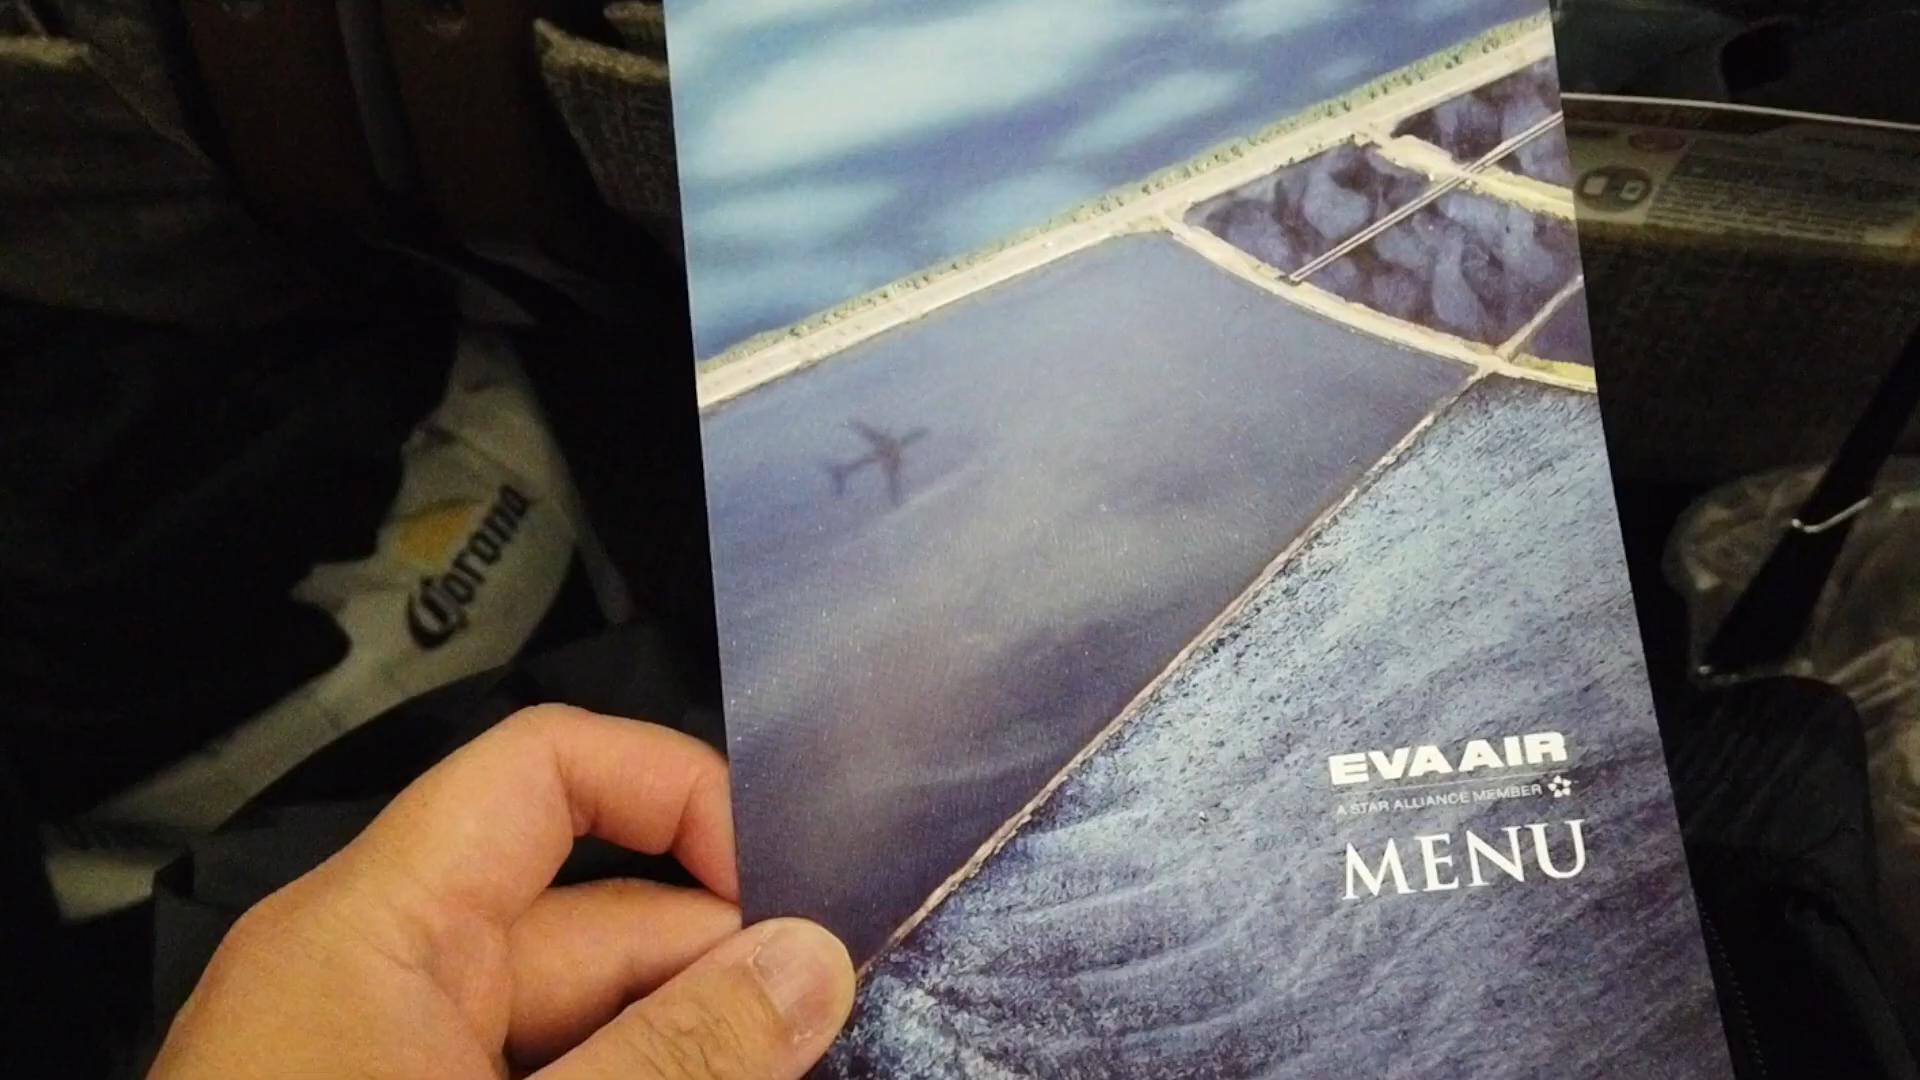 Corona
EVA AIR
A STAR ALLIANCE MEMBER
MENU